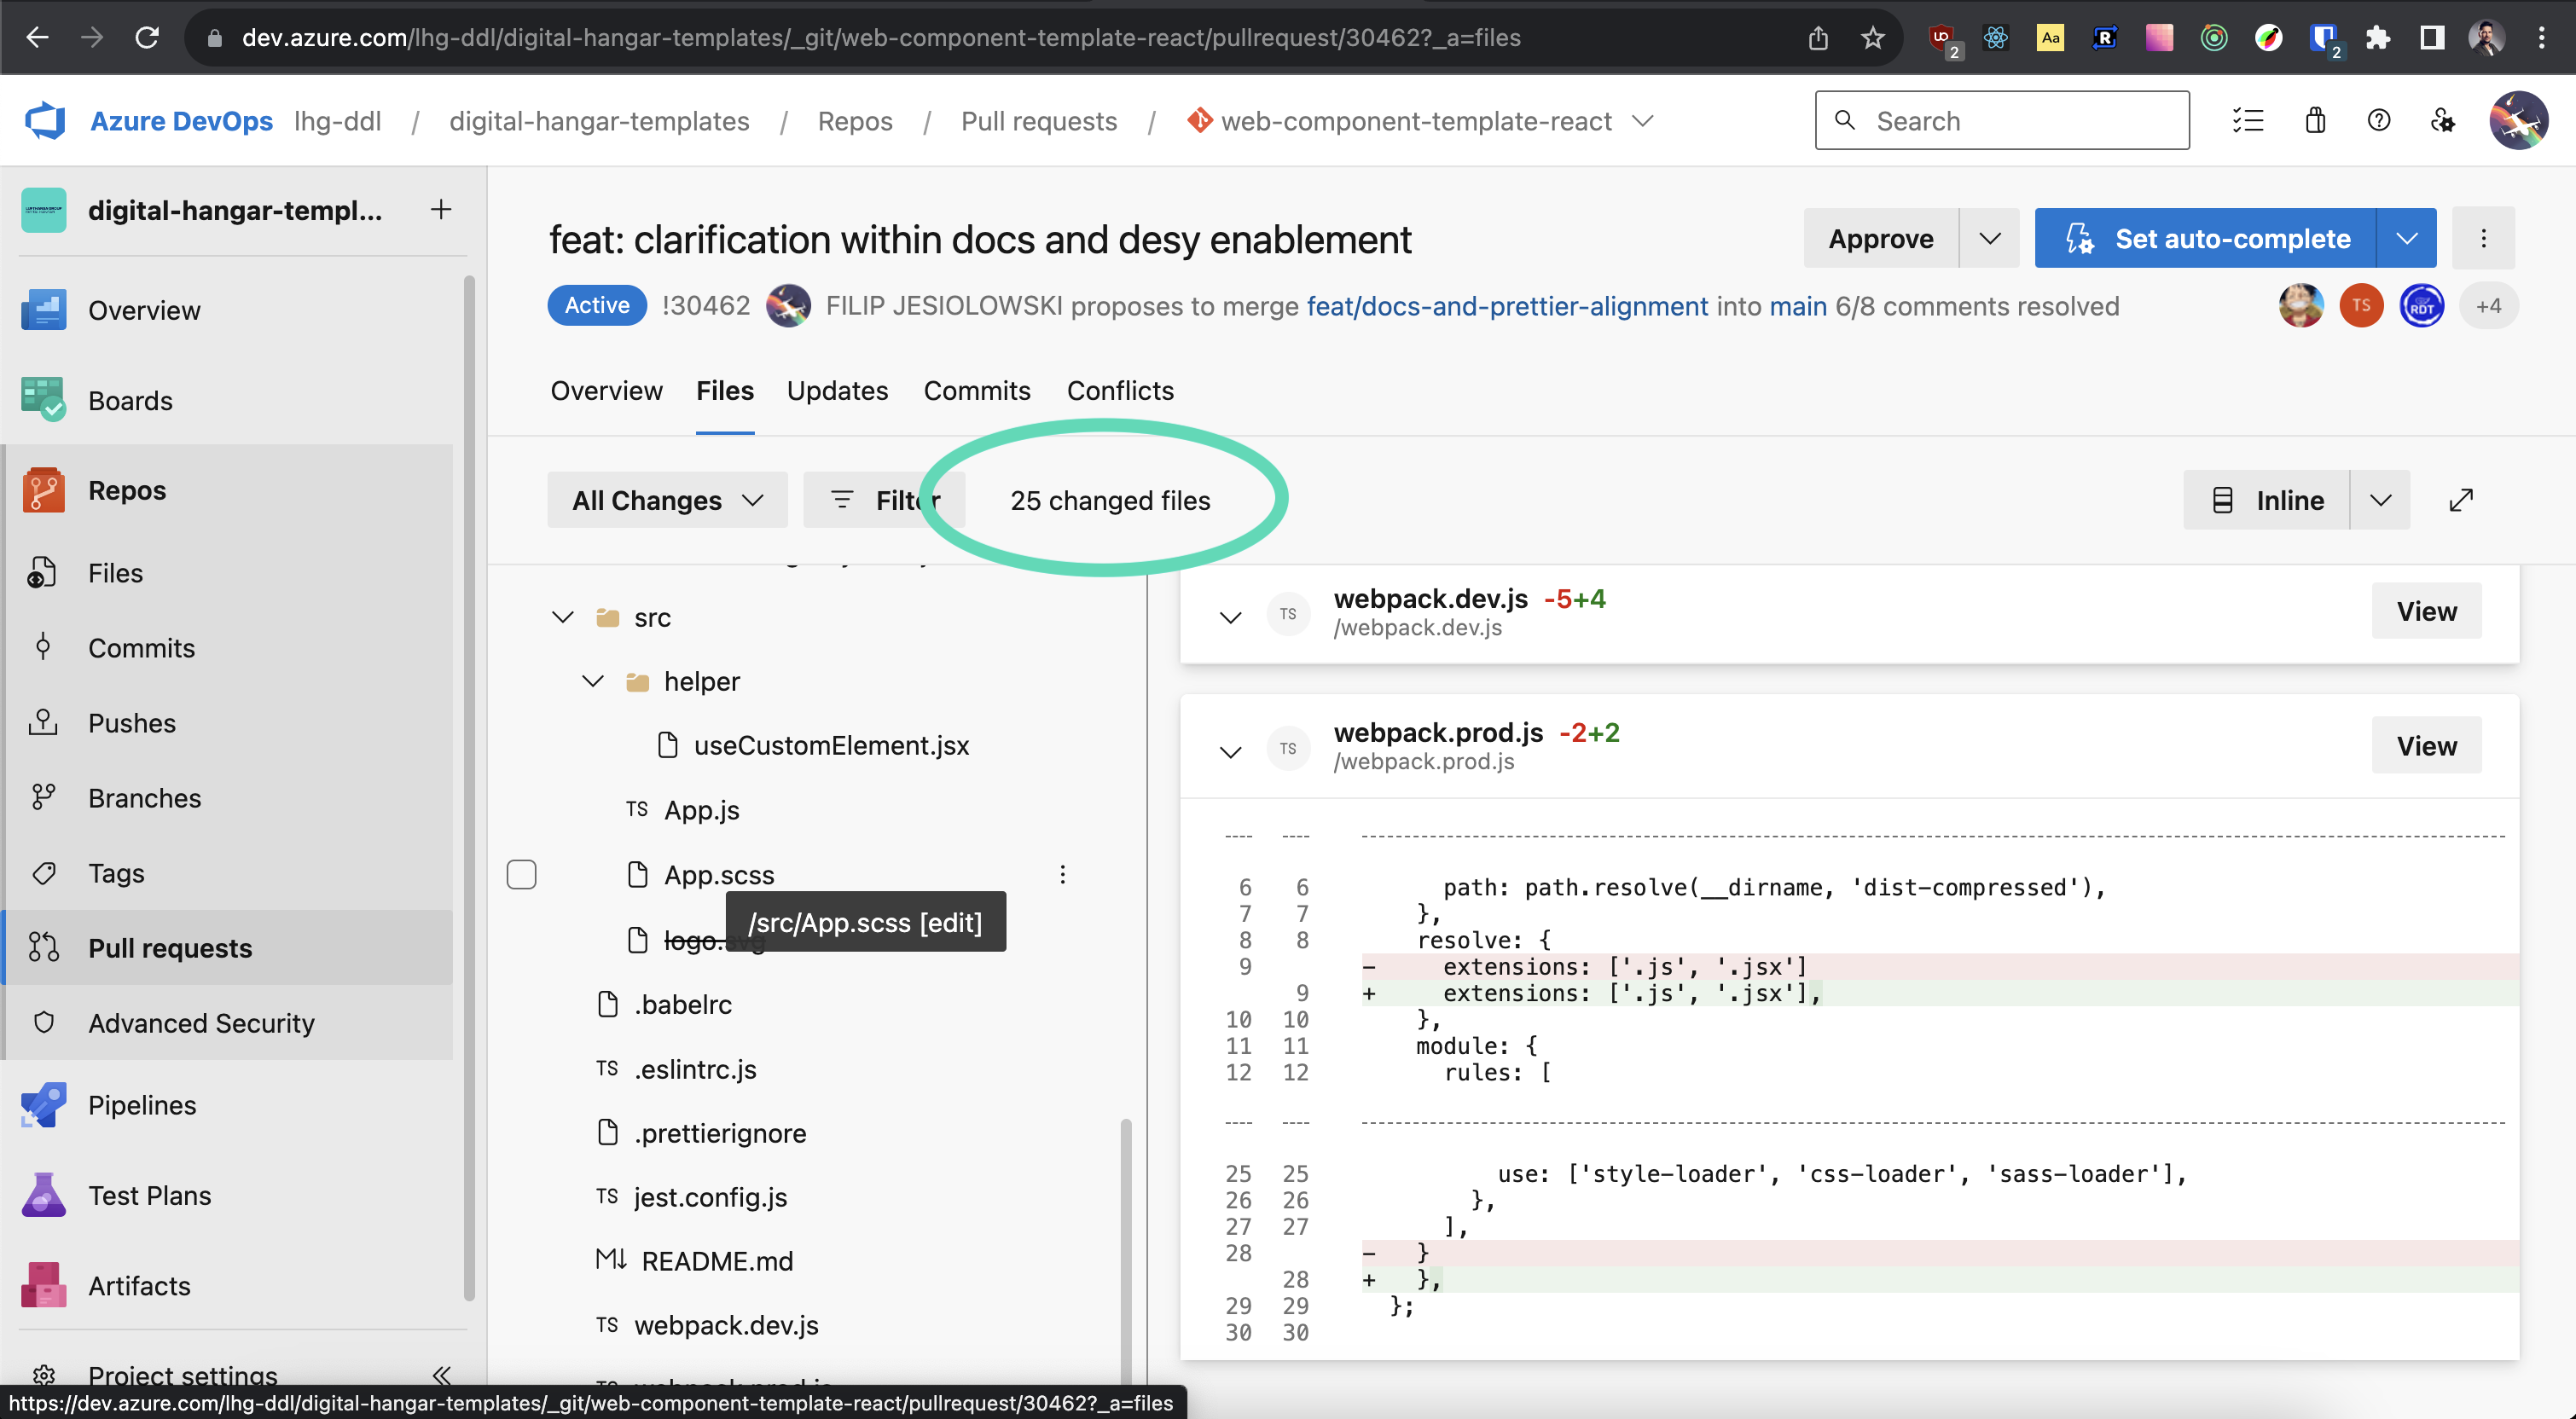 dev.azure.com/lhg-ddl/digital-hangar-templates/_git/web-component-template-react/pullrequest/30462?_a=files
2
Aa
R
2
Azure DevOps lhg-ddl / digital-hangar-templates / Repos / Pull requests / web-component-template-react
Search
digital-hangar-templ... +
Overview
Boards
Repos
Files
Commits
Pushes
Branches
Tags
Pull requests
Advanced Security
Pipelines
Test Plans
Artifacts
Project settings
feat: clarification within docs and desy enablement
Approve
Set auto-complete
Active !30462 FILIP JESIOLOWSKI proposes to merge feat/docs-and-prettier-alignment into main 6/8 comments resolved
TS
RDT
+4
Overview Files Updates Commits Conflicts
All Changes Filter 25 changed files
Inline
src
helper
useCustomElement.jsx
TS App.js
App.scss
/src/App.scss [edit]
logo.svg
.babelrc
TS .eslintrc.js
.prettierignore
TS jest.config.js
M↓ README.md
TS webpack.dev.js
TS webpack.prod.js
TS webpack.dev.js -5+4
/webpack.dev.js
View
TS webpack.prod.js -2+2
/webpack.prod.js
View
6 6 path: path.resolve(__dirname, 'dist-compressed'),
7 7 },
8 8 resolve: {
9 - extensions: ['.js', '.jsx']
9 + extensions: ['.js', '.jsx'],
10 10 },
11 11 module: {
12 12 rules: [
25 25 use: ['style-loader', 'css-loader', 'sass-loader'],
26 26 },
27 27 ],
28 - }
28 + },
29 29 };
30 30
https://dev.azure.com/lhg-ddl/digital-hangar-templates/_git/web-component-template-react/pullrequest/30462?_a=files